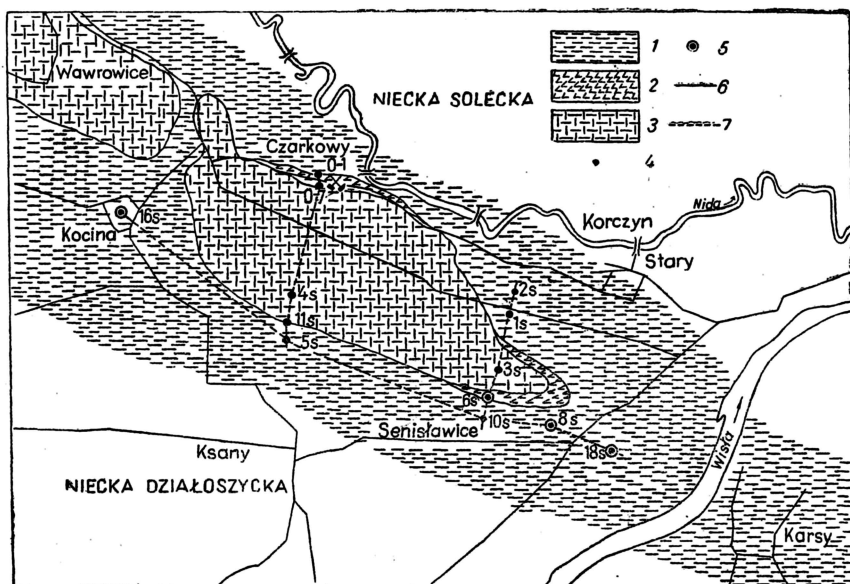 Wawrowice
NIECKA SOLECKA
1 5
2 6
3 7
4
Czarkowy
0-1
0
Nida
Korczyn
Stary
16s
Kocina
4s
2s
1s
11s
5s
3s
6s
10s
8s
Senisławice
18s
Ksany
NIECKA DZIAŁOSZYCKA
Wisła
Karsy